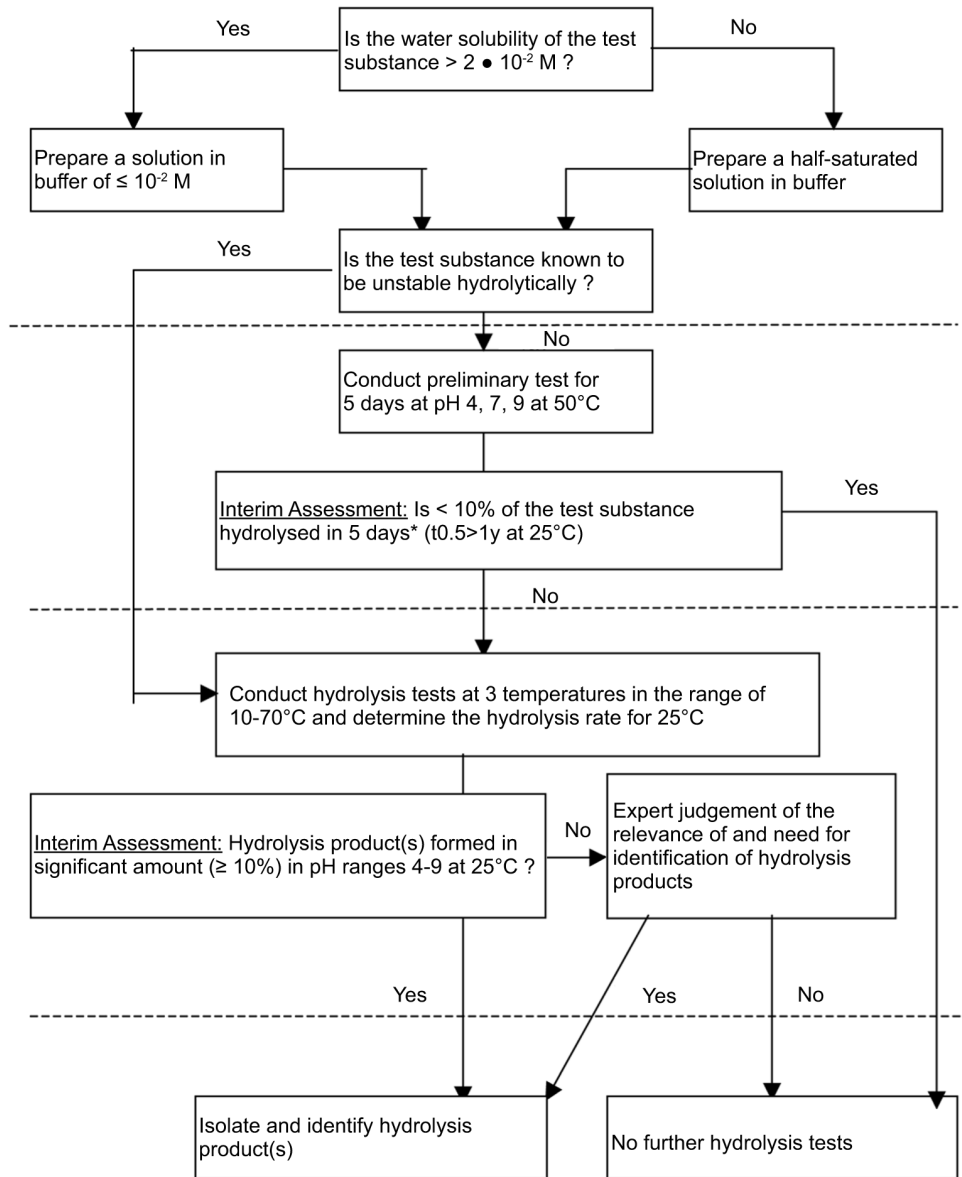 Yes
Is the water solubility of the test
substance > 2 ● 10⁻² M ?
No
Prepare a solution in
buffer of ≤ 10⁻² M
Prepare a half-saturated
solution in buffer
Yes
Is the test substance known to
be unstable hydrolytically ?
No
Conduct preliminary test for
5 days at pH 4, 7, 9 at 50°C
Interim Assessment: Is < 10% of the test substance
hydrolysed in 5 days* (t0.5>1y at 25°C)
Yes
No
Conduct hydrolysis tests at 3 temperatures in the range of
10-70°C and determine the hydrolysis rate for 25°C
Interim Assessment: Hydrolysis product(s) formed in
significant amount (≥ 10%) in pH ranges 4-9 at 25°C ?
No
Expert judgement of the
relevance of and need for
identification of hydrolysis
products
Yes
Yes
No
Isolate and identify hydrolysis
product(s)
No further hydrolysis tests